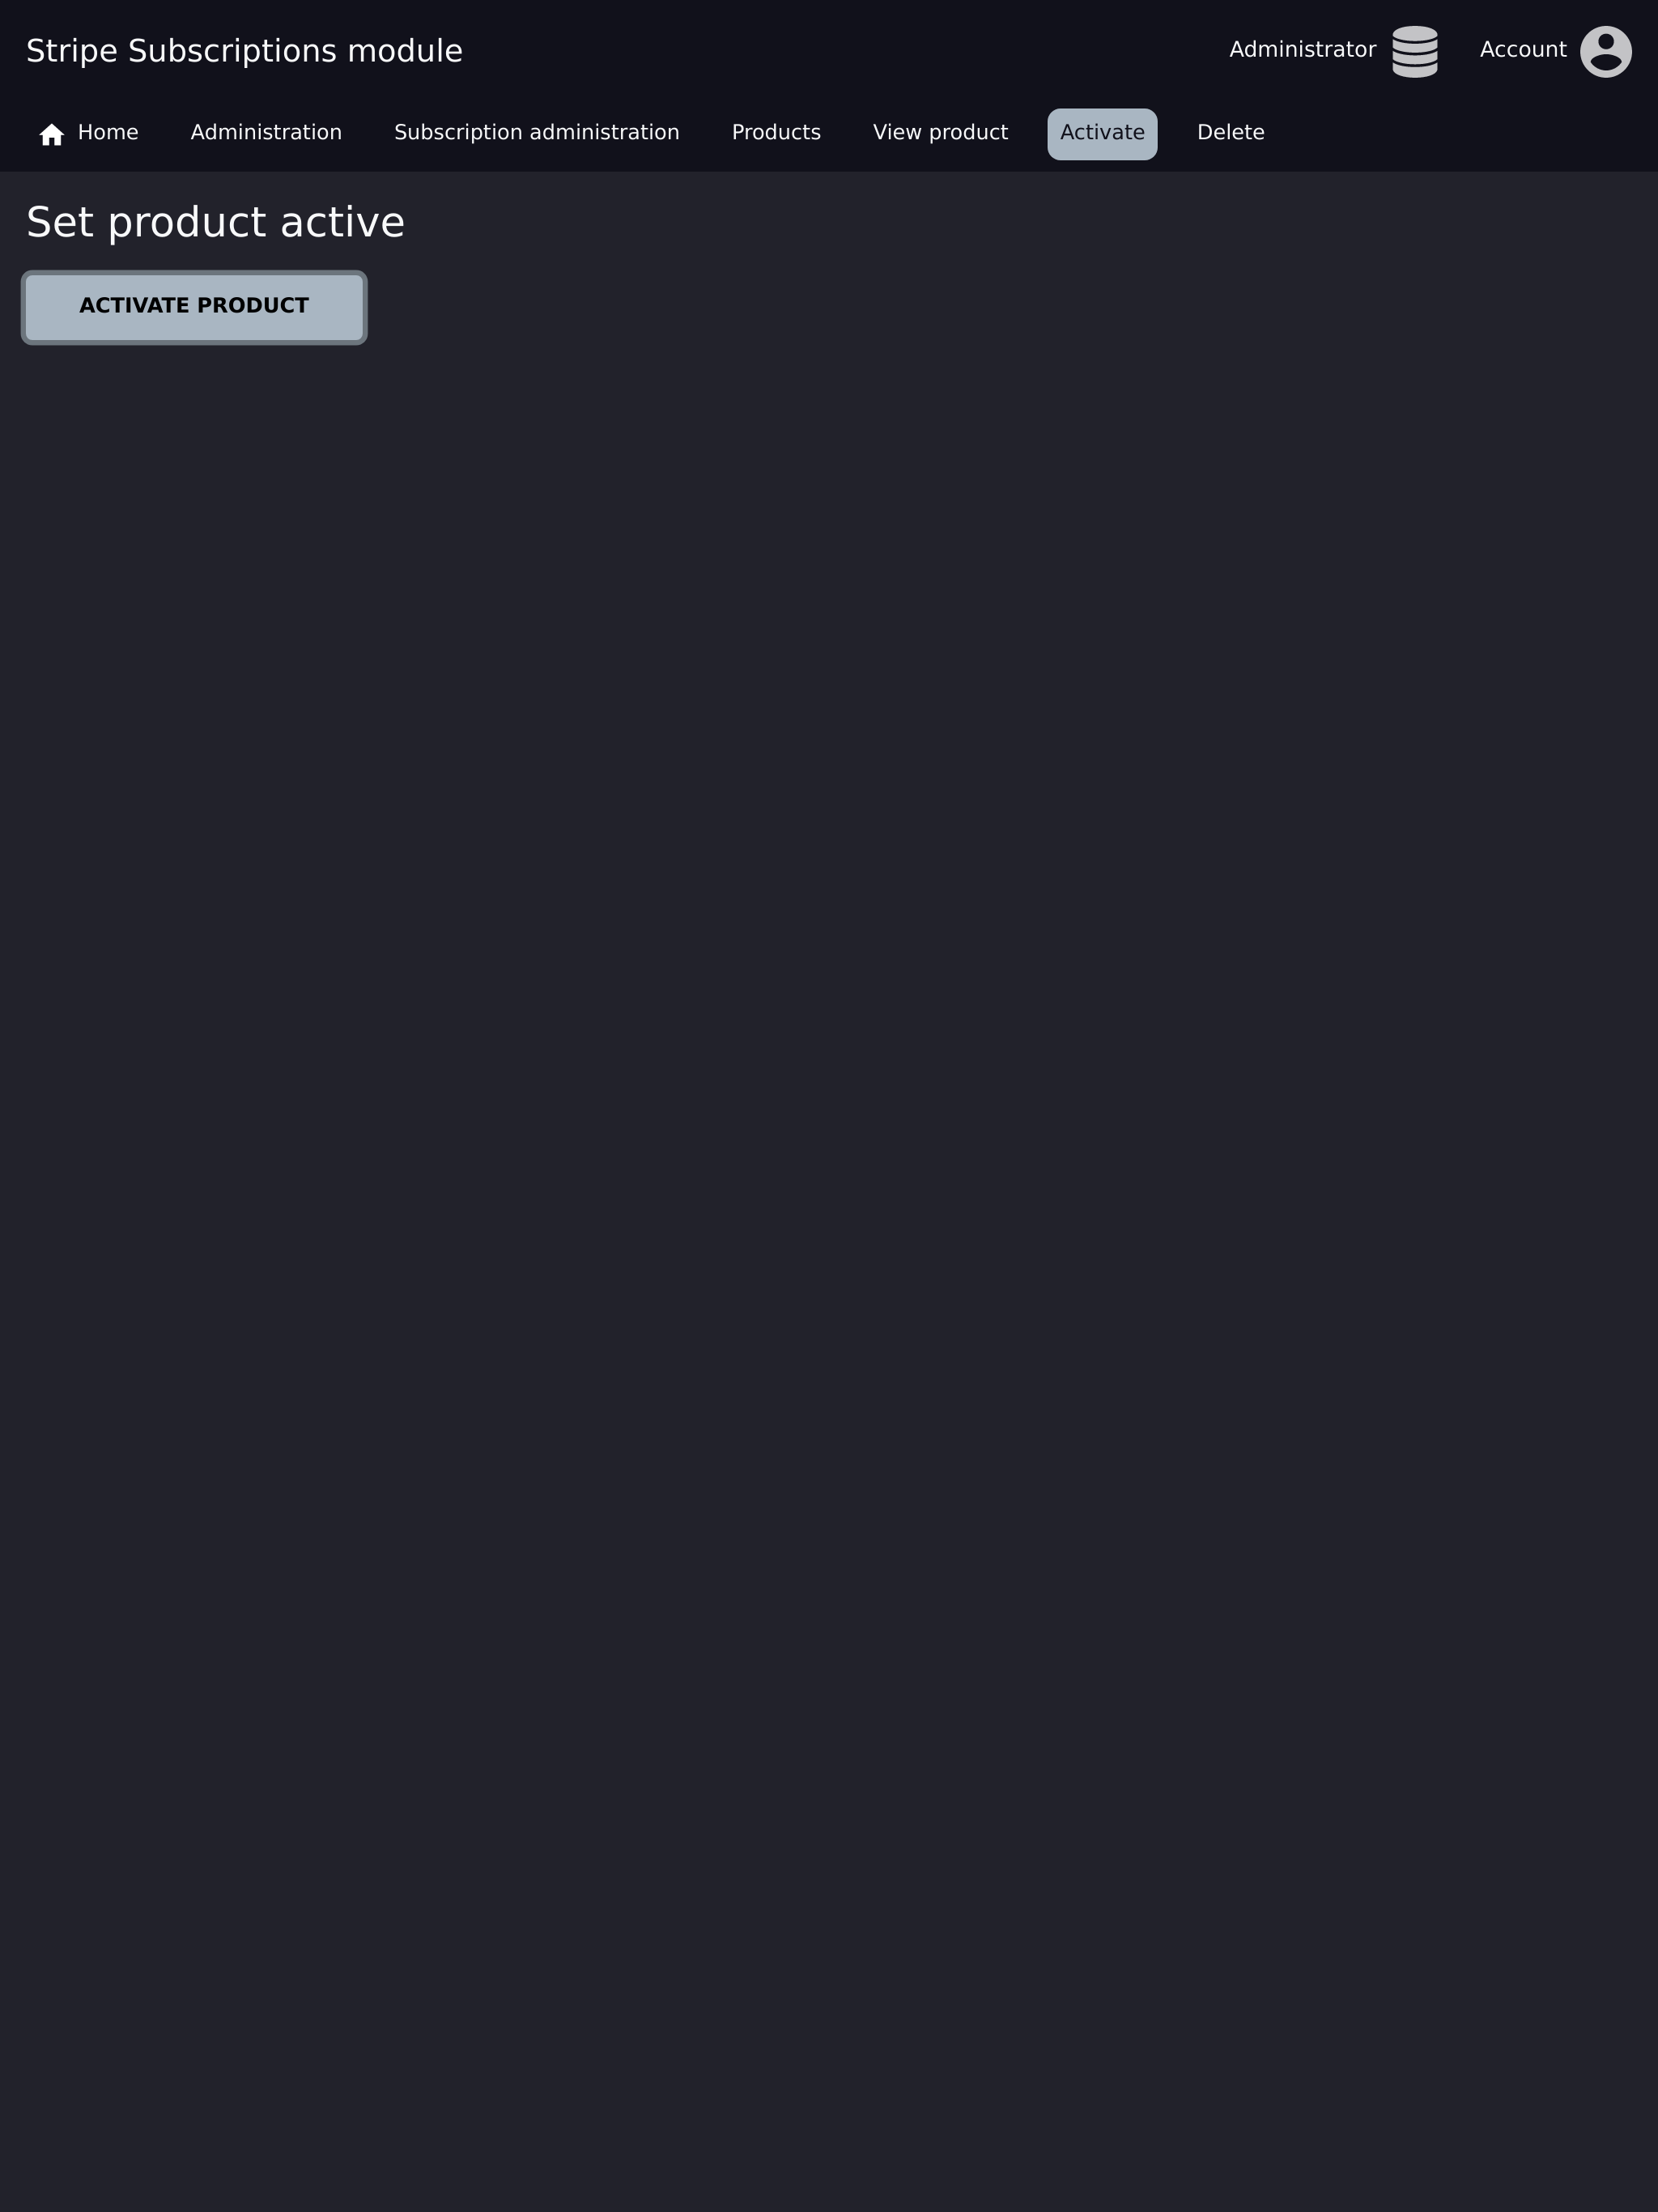 Stripe Subscriptions module
Administrator Account
Home Administration Subscription administration Products View product Activate Delete
Set product active
ACTIVATE PRODUCT